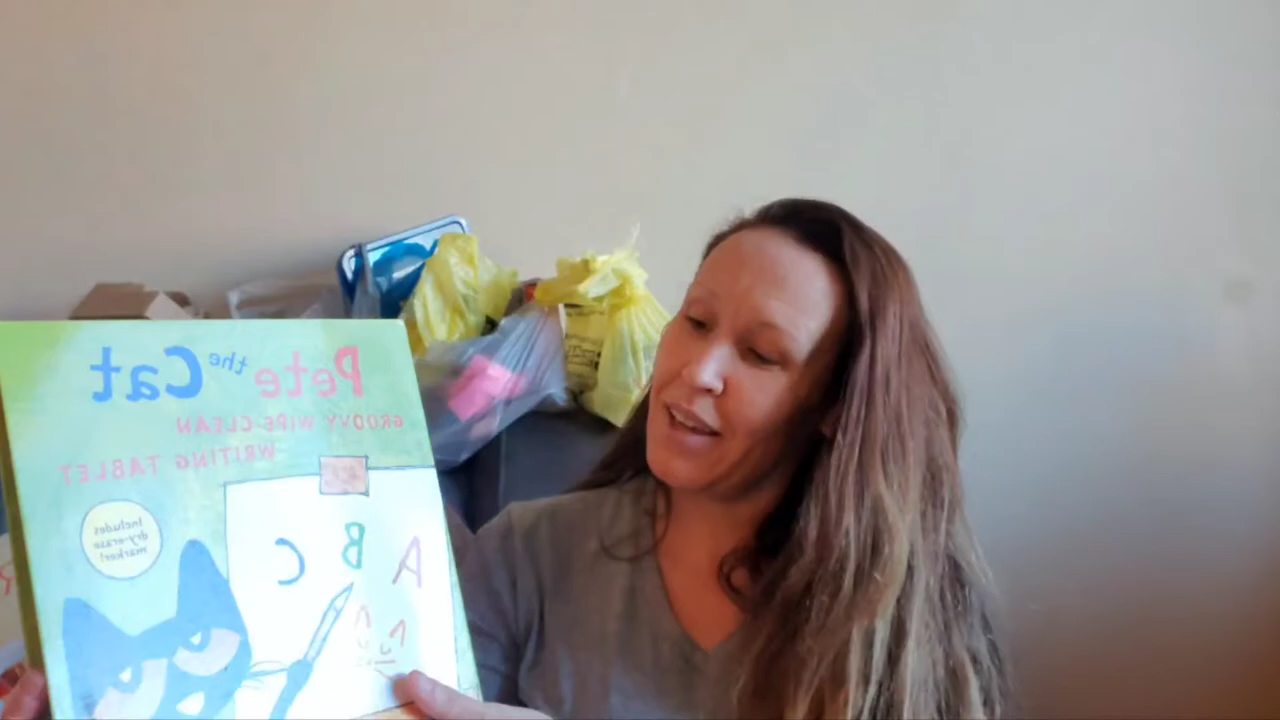 Pete the Cat
GROOVY WIPE-CLEAN
WRITING TABLET
Includes
dry-erase
marker!
A B C